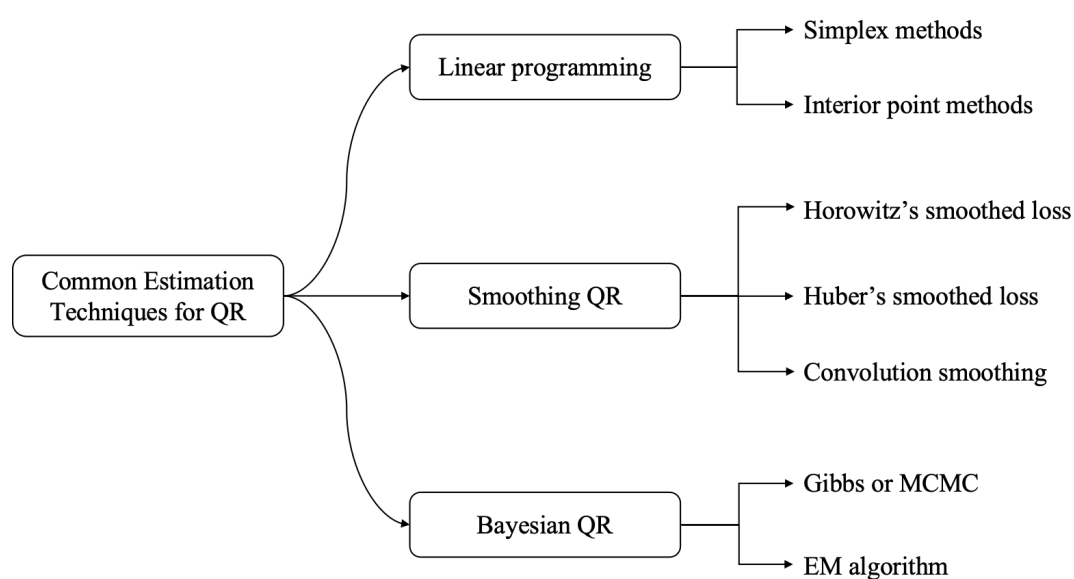 Common Estimation
Techniques for QR
Linear programming
Simplex methods
Interior point methods
Smoothing QR
Horowitz’s smoothed loss
Huber’s smoothed loss
Convolution smoothing
Bayesian QR
Gibbs or MCMC
EM algorithm